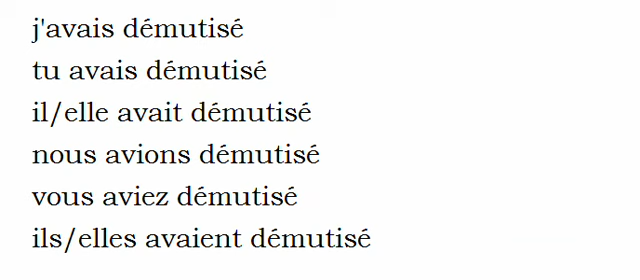 j'avais démutisé
tu avais démutisé
il/elle avait démutisé
nous avions démutisé
vous aviez démutisé
ils/elles avaient démutisé